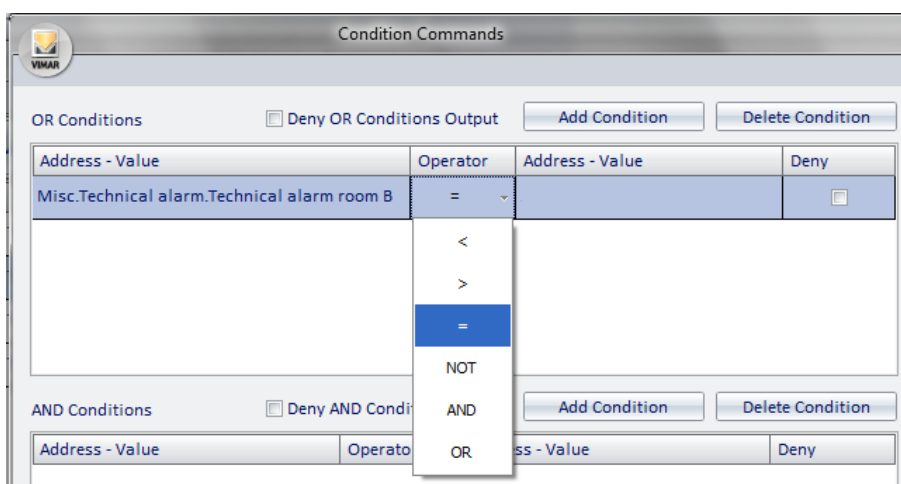 Condition Commands
VIMAR
OR Conditions Deny OR Conditions Output Add Condition Delete Condition
Address - Value Operator Address - Value Deny
Misc.Technical alarm.Technical alarm room B =
<
>
=
NOT
AND Conditions Deny AND Condi AND Add Condition Delete Condition
Address - Value Operato OR ss - Value Deny